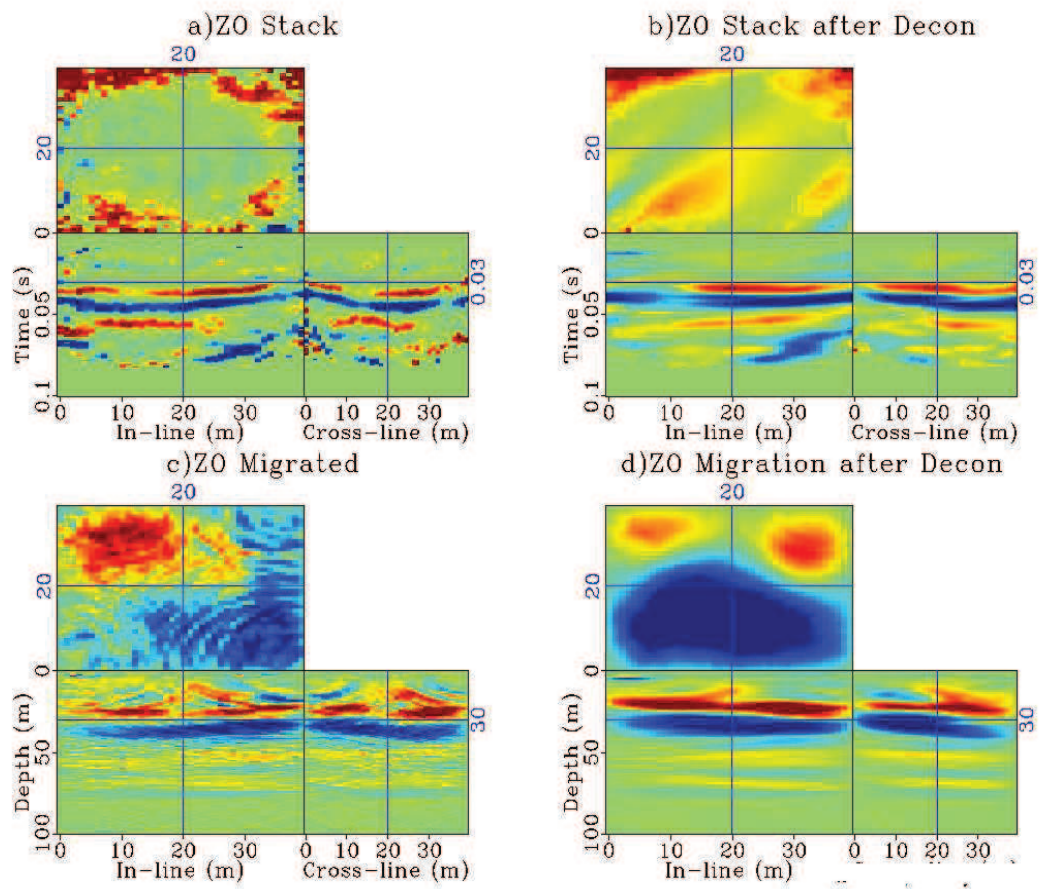 a)ZO Stack
20
20
0
0.03
Time (s)
0.05
0.1
0 10 20 30 0 10 20 30
In-line (m) Cross-line (m)
b)ZO Stack after Decon
20
20
0
0.03
Time (s)
0.05
0.1
0 10 20 30 0 10 20 30
In-line (m) Cross-line (m)
c)ZO Migrated
20
20
0
30
Depth (m)
50
100
0 10 20 30 0 10 20 30
In-line (m) Cross-line (m)
d)ZO Migration after Decon
20
20
0
30
Depth (m)
50
100
0 10 20 30 0 10 20 30
In-line (m)